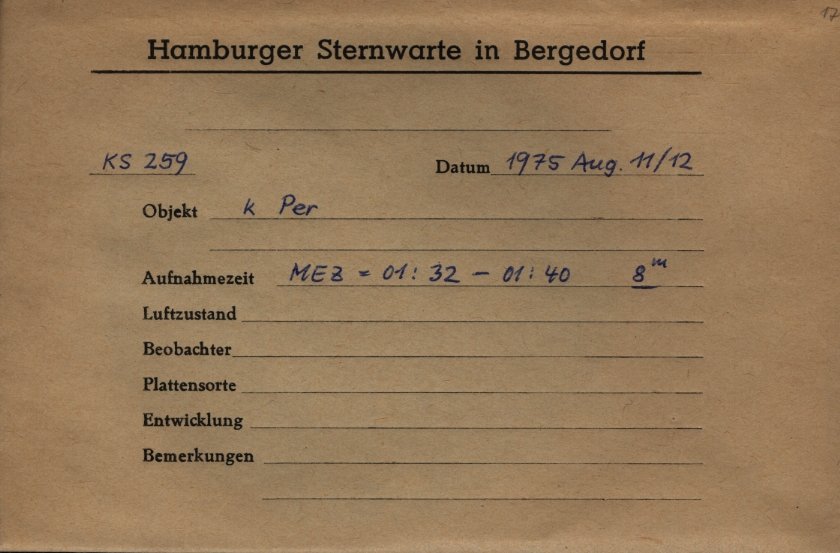 17
Hamburger Sternwarte in Bergedorf
KS 259 Datum 1975 Aug. 11/12
Objekt κ Per
Aufnahmezeit MEZ = 01:32 – 01:40 8ᵐ
Luftzustand
Beobachter
Plattensorte
Entwicklung
Bemerkungen